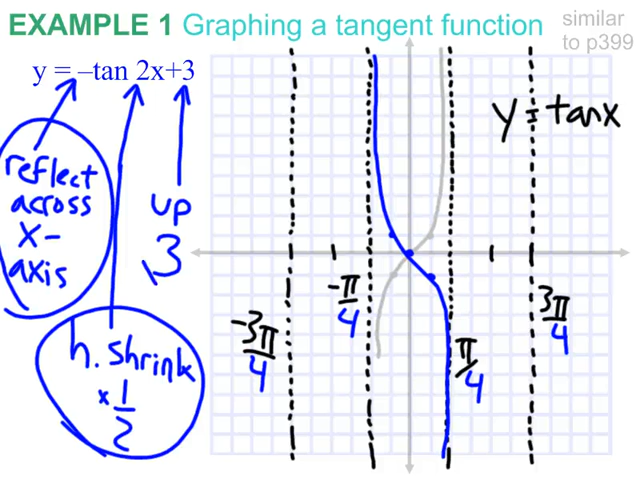 EXAMPLE 1 Graphing a tangent function
similar
to p399
y = –tan 2x+3
y = tanx
reflect
across
x-
axis
up
3
h. shrink
× 1/2
-3π/4
-π/4
π/4
3π/4